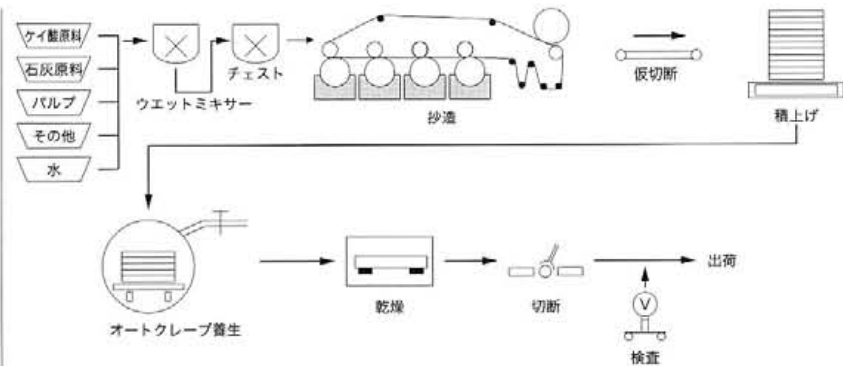 ケイ酸原料
石灰原料
パルプ
その他
水
ウエットミキサー
チェスト
抄造
仮切断
積上げ
オートクレーブ養生
乾燥
切断
出荷
V
検査